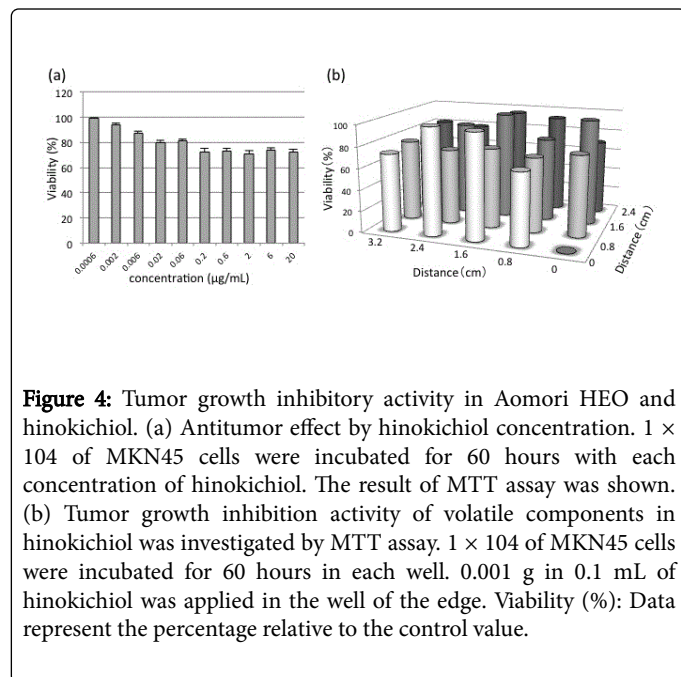 (a)
120
100
80
60
40
20
0
Viability (%)
0.0006
0.002
0.006
0.02
0.06
0.2
0.6
2
6
20
concentration (μg/mL)
(b)
100
80
60
40
20
0
Viability(%)
3.2
2.4
1.6
0.8
0
Distance(cm)
0
0.8
1.6
2.4
Distance(cm)
Figure 4: Tumor growth inhibitory activity in Aomori HEO and
hinokichiol. (a) Antitumor effect by hinokichiol concentration. 1 ×
104 of MKN45 cells were incubated for 60 hours with each
concentration of hinokichiol. The result of MTT assay was shown.
(b) Tumor growth inhibition activity of volatile components in
hinokichiol was investigated by MTT assay. 1 × 104 of MKN45 cells
were incubated for 60 hours in each well. 0.001 g in 0.1 mL of
hinokichiol was applied in the well of the edge. Viability (%): Data
represent the percentage relative to the control value.